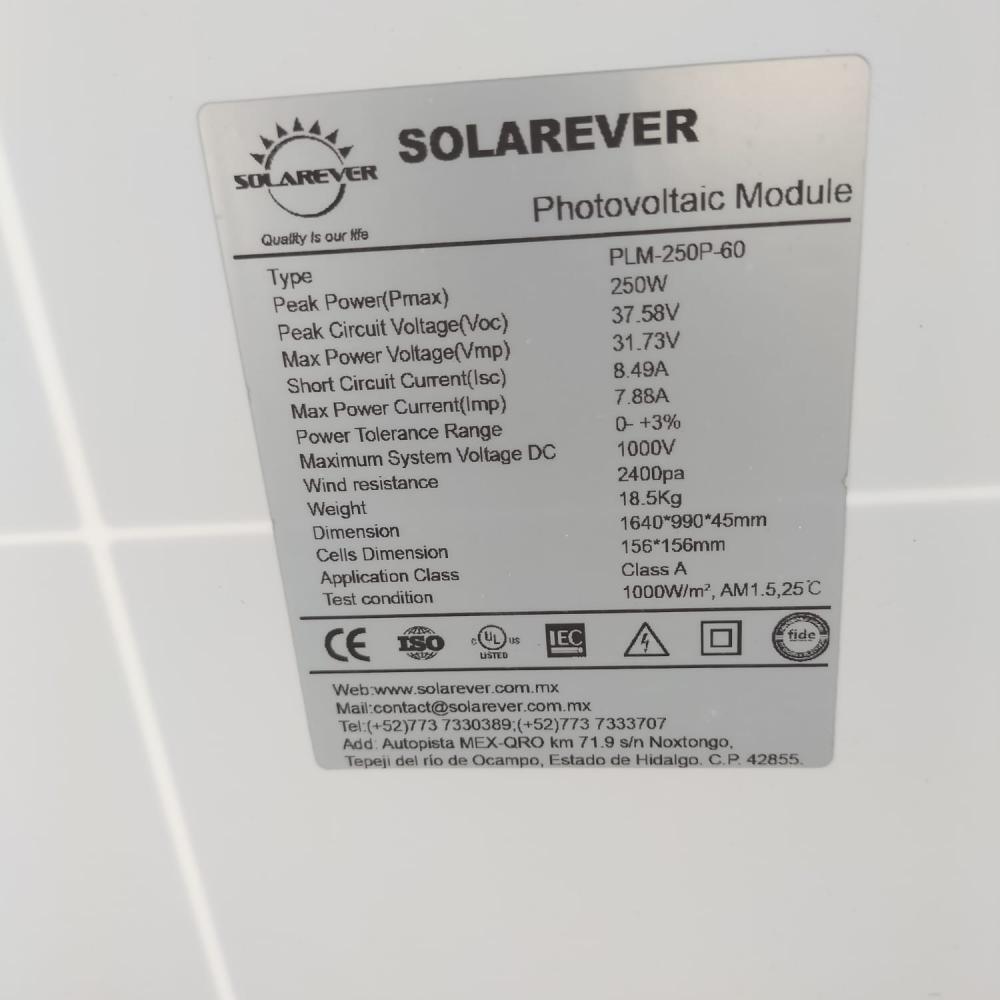 SOLAREVER
SOLAREVER
Quality is our life
Photovoltaic Module
Type PLM-250P-60
Peak Power(Pmax) 250W
Peak Circuit Voltage(Voc) 37.58V
Max Power Voltage(Vmp) 31.73V
Short Circuit Current(Isc) 8.49A
Max Power Current(Imp) 7.88A
Power Tolerance Range 0- +3%
Maximum System Voltage DC 1000V
Wind resistance 2400pa
Weight 18.5Kg
Dimension 1640*990*45mm
Cells Dimension 156*156mm
Application Class Class A
Test condition 1000W/m², AM1.5,25℃
CE ISO c UL US LISTED IEC fide
Web:www.solarever.com.mx
Mail:contact@solarever.com.mx
Tel:(+52)773 7330389;(+52)773 7333707
Add: Autopista MEX-QRO km 71.9 s/n Noxtongo,
Tepeji del río de Ocampo, Estado de Hidalgo. C.P. 42855.